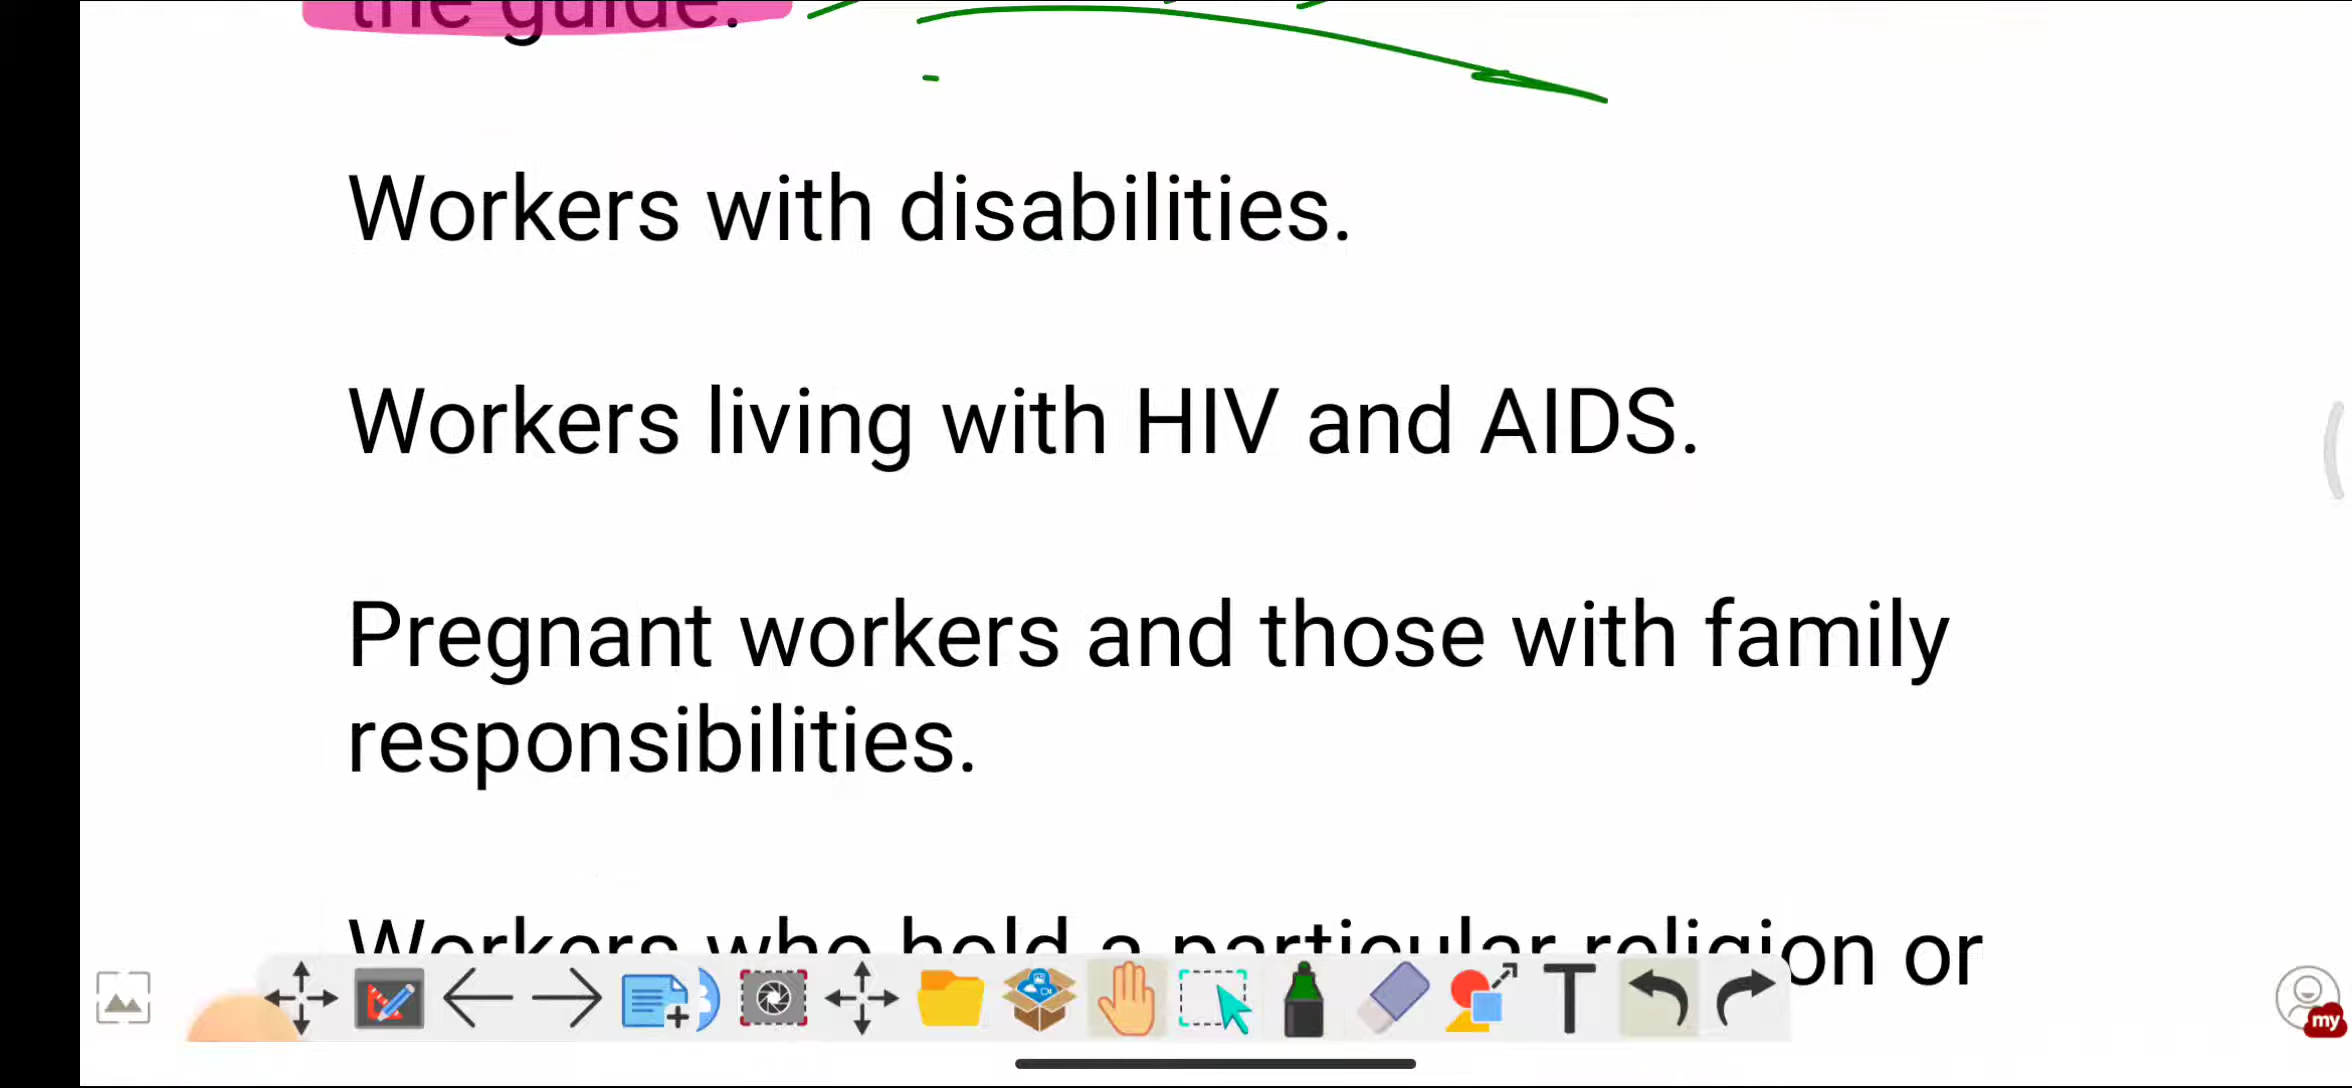 the guide.
Workers with disabilities.
Workers living with HIV and AIDS.
Pregnant workers and those with family
responsibilities.
Workers who hold a particular religion or
T
my